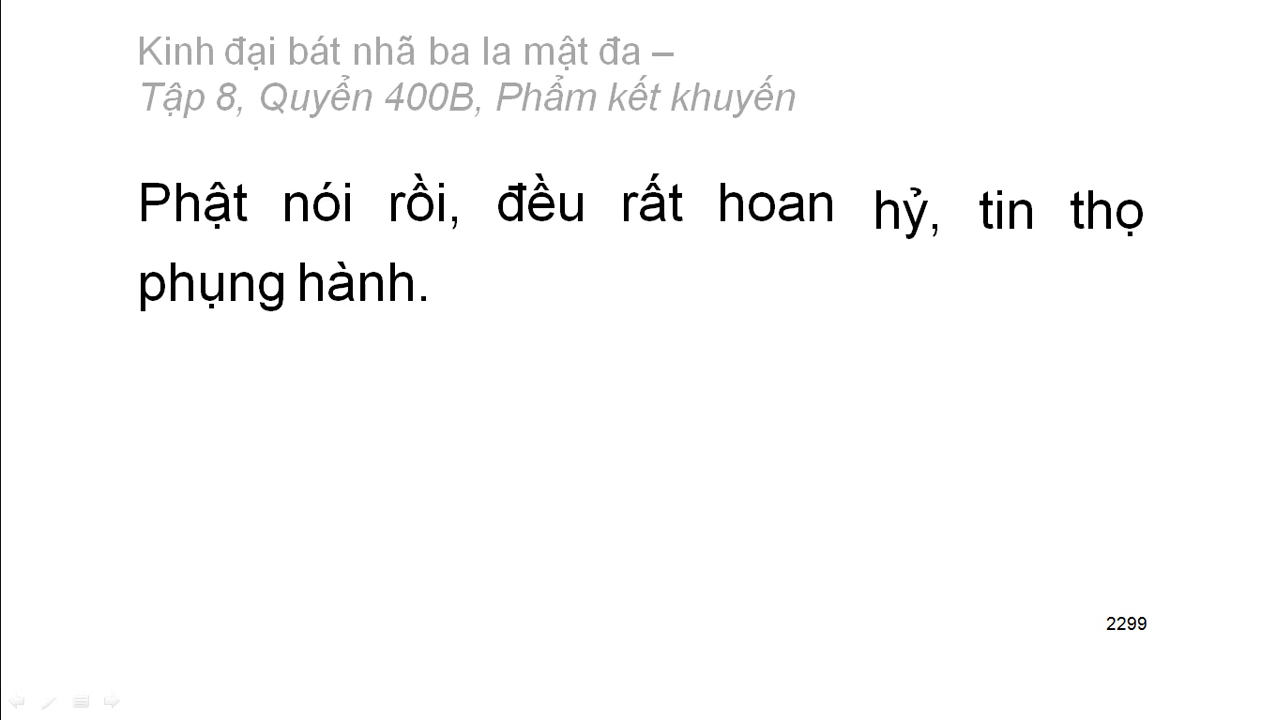 Kinh đại bát nhã ba la mật đa –
Tập 8, Quyển 400B, Phẩm kết khuyến
Phật nói rồi, đều rất hoan hỷ, tin thọ
phụng hành.
2299